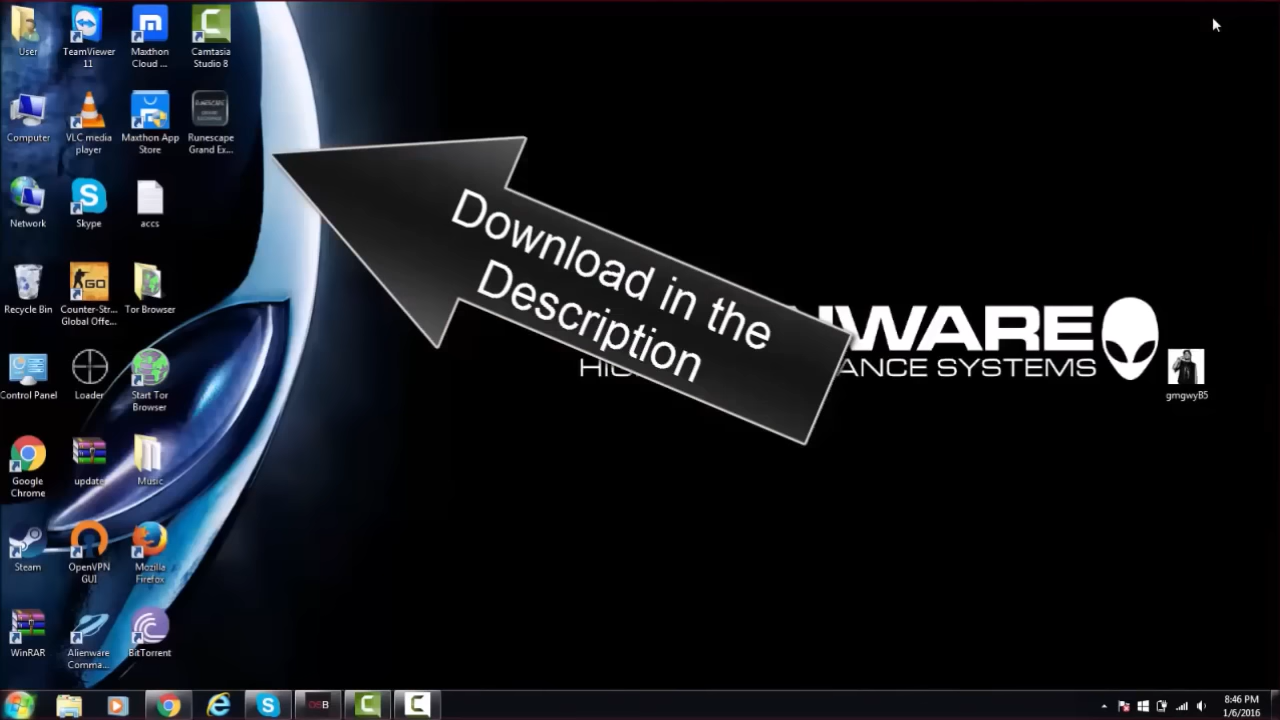 User
TeamViewer
11
Maxthon
Cloud ...
Camtasia
Studio 8
Computer
VLC media
player
Maxthon App
Store
Runescape
Grand Ex...
Network
Skype
accs
Recycle Bin
GO
Counter-Str...
Global Offe...
Tor Browser
Control Panel
Loader
Start Tor
Browser
Google
Chrome
update
Music
Steam
OpenVPN
GUI
Mozilla
Firefox
WinRAR
Alienware
Comma...
BitTorrent
Download in the
Description
WARE
ANCE SYSTEMS
gmgwyB5
OSB
8:46 PM
1/6/2016